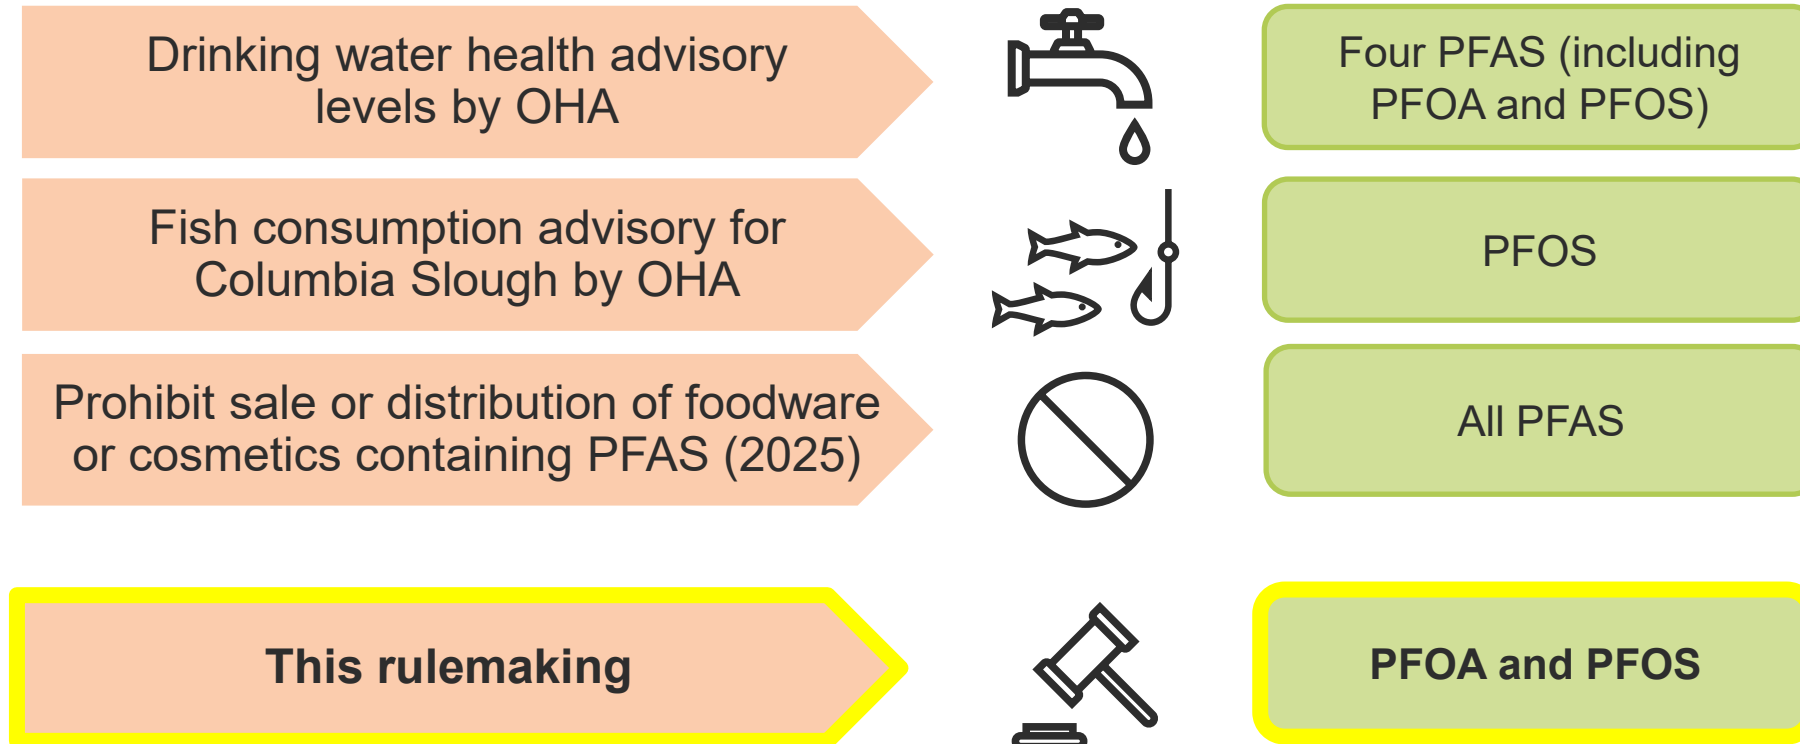 Drinking water health advisory
levels by OHA
Four PFAS (including
PFOA and PFOS)
Fish consumption advisory for
Columbia Slough by OHA
PFOS
Prohibit sale or distribution of foodware
or cosmetics containing PFAS (2025)
All PFAS
This rulemaking
PFOA and PFOS